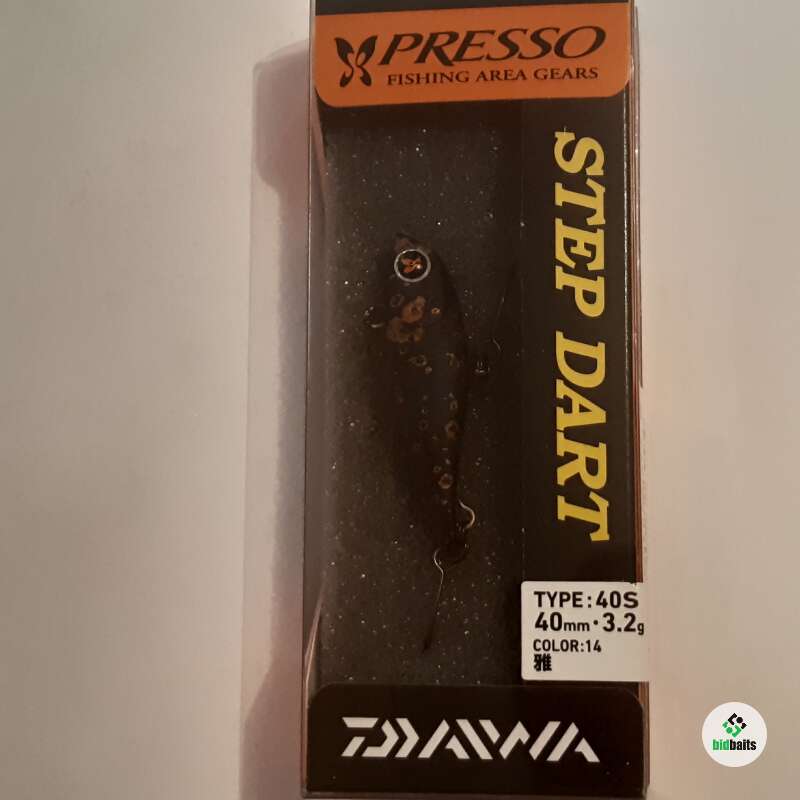 PRESSO
FISHING AREA GEARS
STEP DART
TYPE:40S
40mm・3.2g
COLOR:14
雅
DAIWA
bidbaits